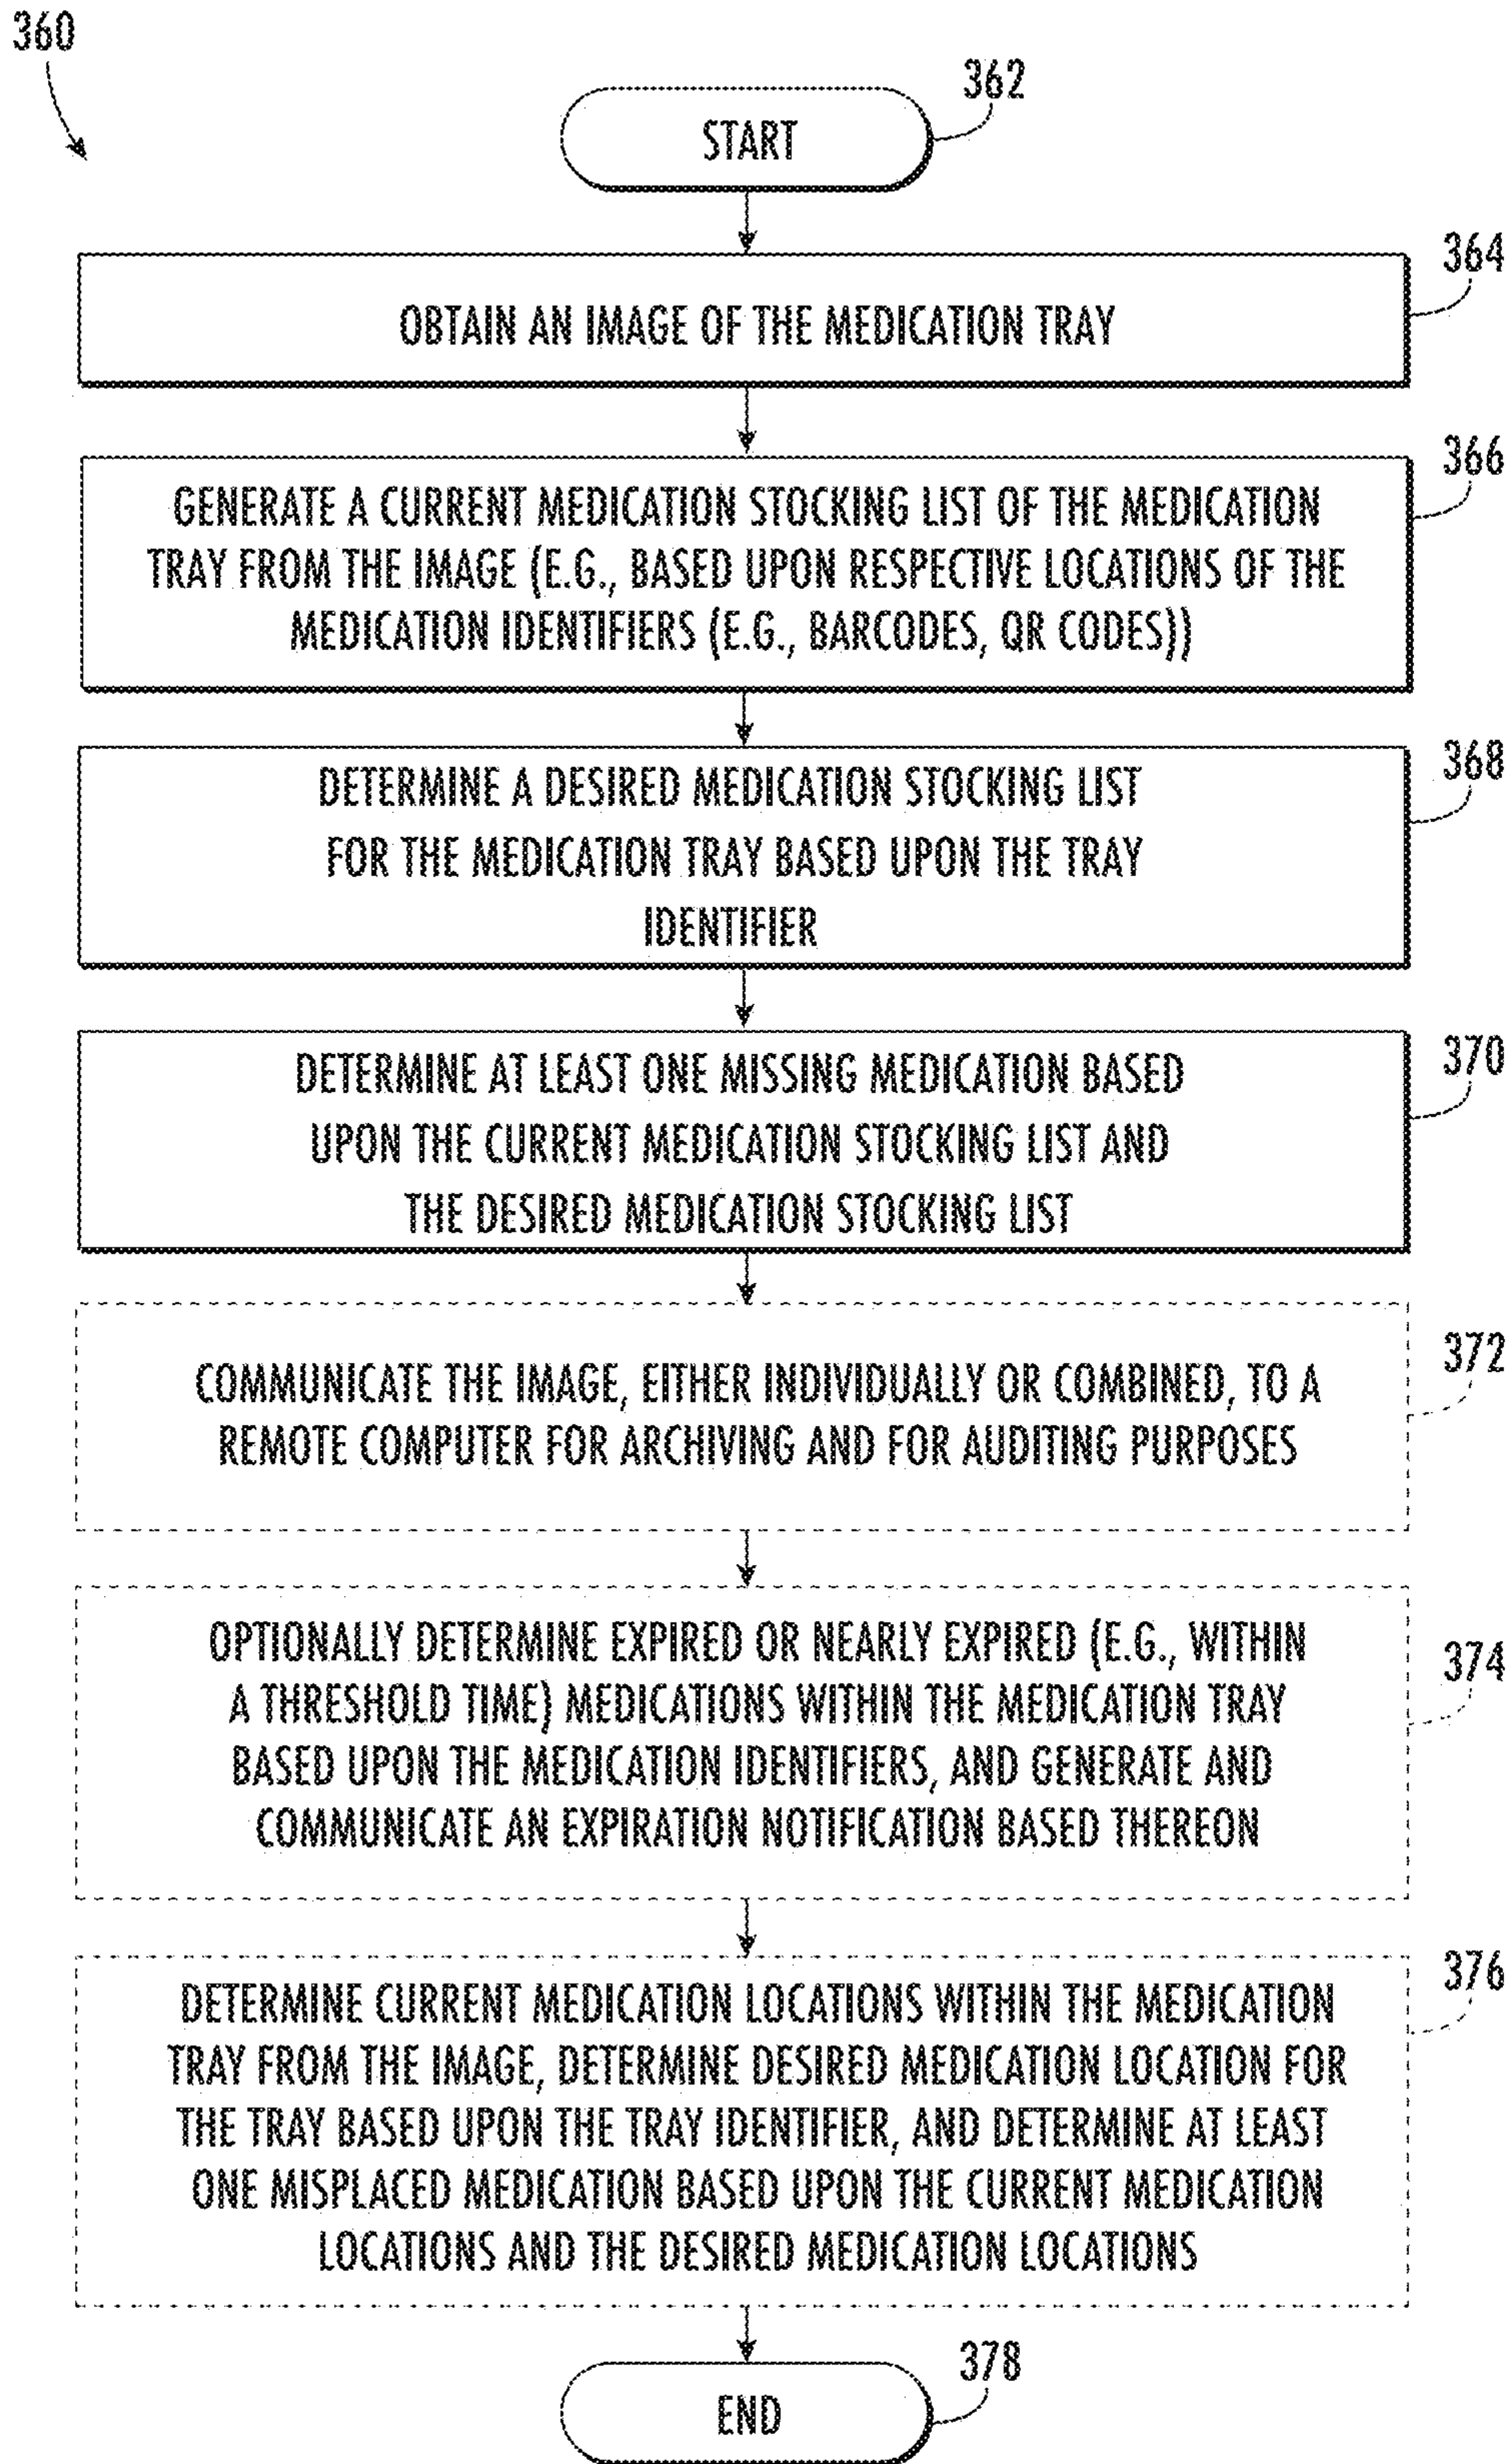 360
362
START
364
OBTAIN AN IMAGE OF THE MEDICATION TRAY
366
GENERATE A CURRENT MEDICATION STOCKING LIST OF THE MEDICATION
TRAY FROM THE IMAGE (E.G., BASED UPON RESPECTIVE LOCATIONS OF THE
MEDICATION IDENTIFIERS (E.G., BARCODES, QR CODES))
368
DETERMINE A DESIRED MEDICATION STOCKING LIST
FOR THE MEDICATION TRAY BASED UPON THE TRAY
IDENTIFIER
370
DETERMINE AT LEAST ONE MISSING MEDICATION BASED
UPON THE CURRENT MEDICATION STOCKING LIST AND
THE DESIRED MEDICATION STOCKING LIST
372
COMMUNICATE THE IMAGE, EITHER INDIVIDUALLY OR COMBINED, TO A
REMOTE COMPUTER FOR ARCHIVING AND FOR AUDITING PURPOSES
374
OPTIONALLY DETERMINE EXPIRED OR NEARLY EXPIRED (E.G., WITHIN
A THRESHOLD TIME) MEDICATIONS WITHIN THE MEDICATION TRAY
BASED UPON THE MEDICATION IDENTIFIERS, AND GENERATE AND
COMMUNICATE AN EXPIRATION NOTIFICATION BASED THEREON
376
DETERMINE CURRENT MEDICATION LOCATIONS WITHIN THE MEDICATION
TRAY FROM THE IMAGE, DETERMINE DESIRED MEDICATION LOCATION FOR
THE TRAY BASED UPON THE TRAY IDENTIFIER, AND DETERMINE AT LEAST
ONE MISPLACED MEDICATION BASED UPON THE CURRENT MEDICATION
LOCATIONS AND THE DESIRED MEDICATION LOCATIONS
378
END